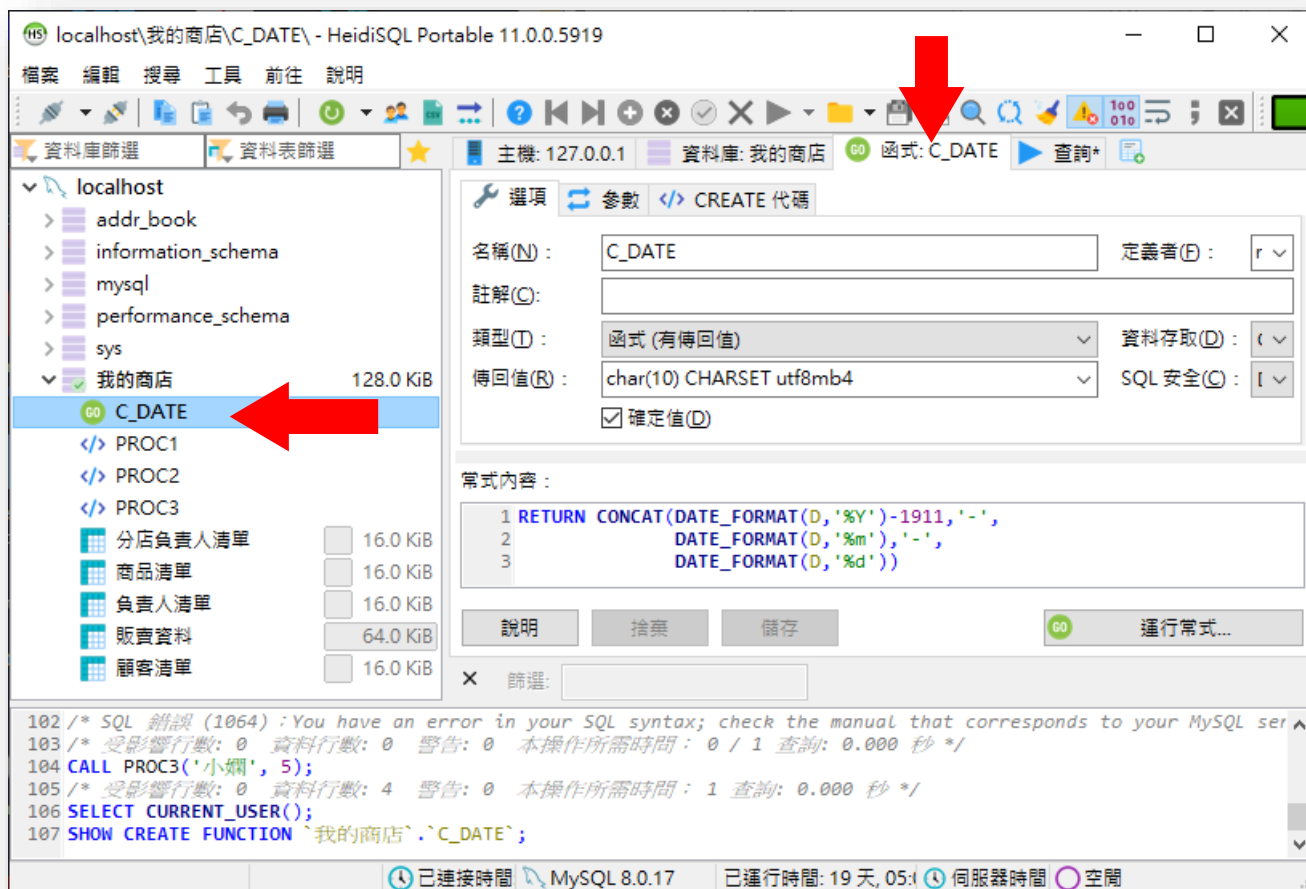 HS localhost\我的商店\C_DATE\ - HeidiSQL Portable 11.0.0.5919
檔案 編輯 搜尋 工具 前往 說明
資料庫篩選 資料表篩選
主機: 127.0.0.1 資料庫: 我的商店 GO 函式: C_DATE 查詢*
localhost
addr_book
information_schema
mysql
performance_schema
sys
我的商店 128.0 KiB
GO C_DATE
PROC1
PROC2
PROC3
分店負責人清單 16.0 KiB
商品清單 16.0 KiB
負責人清單 16.0 KiB
販賣資料 64.0 KiB
顧客清單 16.0 KiB
選項 參數 CREATE 代碼
名稱(N)： C_DATE 定義者(F)： r
註解(C):
類型(T)： 函式 (有傳回值) 資料存取(D)：
傳回值(R)： char(10) CHARSET utf8mb4 SQL 安全(C)：
確定值(D)
常式內容：
1 RETURN CONCAT(DATE_FORMAT(D,'%Y')-1911,'-',
2 DATE_FORMAT(D,'%m'),'-',
3 DATE_FORMAT(D,'%d'))
說明 捨棄 儲存 GO 運行常式...
篩選:
102 /* SQL 錯誤 (1064)：You have an error in your SQL syntax; check the manual that corresponds to your MySQL ser
103 /* 受影響行數: 0 資料行數: 0 警告: 0 本操作所需時間： 0 / 1 查詢: 0.000 秒 */
104 CALL PROC3('小嫻', 5);
105 /* 受影響行數: 0 資料行數: 4 警告: 0 本操作所需時間： 1 查詢: 0.000 秒 */
106 SELECT CURRENT_USER();
107 SHOW CREATE FUNCTION `我的商店`.`C_DATE`;
已連接時間 MySQL 8.0.17 已運行時間: 19 天, 05:( 伺服器時間 空閒